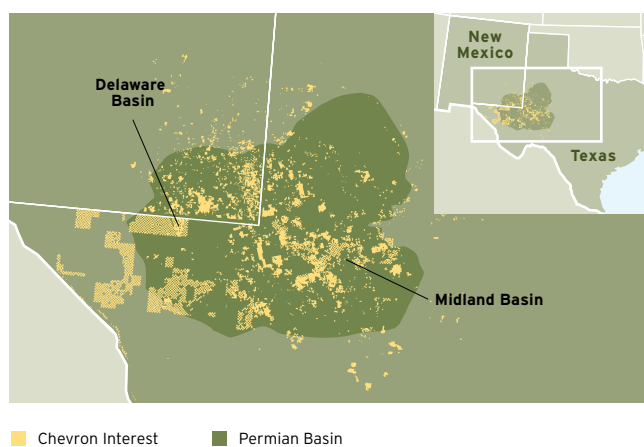 New
Mexico
Delaware
Basin
Texas
Midland Basin
Chevron Interest
Permian Basin